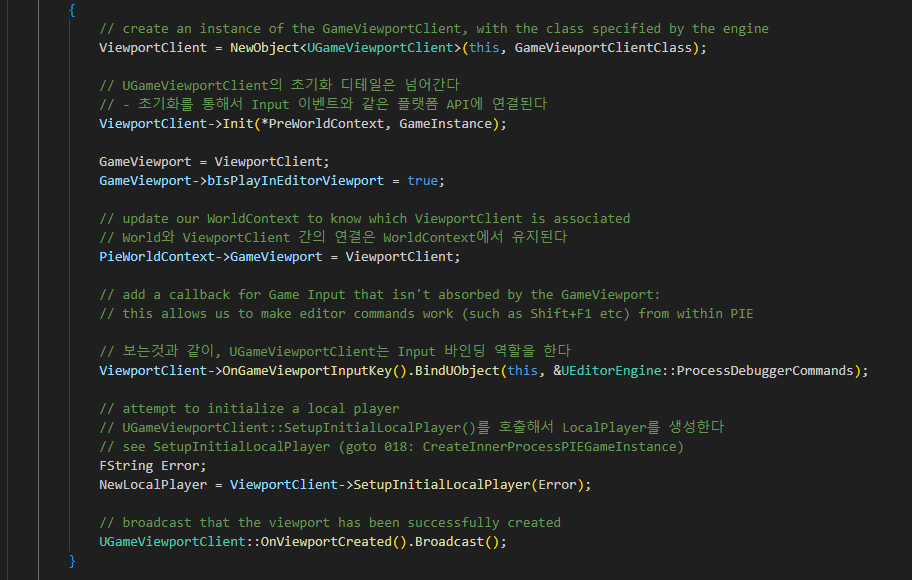 {
// create an instance of the GameViewportClient, with the class specified by the engine
ViewportClient = NewObject<UGameViewportClient>(this, GameViewportClientClass);
// UGameViewportClient의 초기화 디테일은 넘어간다
// - 초기화를 통해서 Input 이벤트와 같은 플랫폼 API에 연결된다
ViewportClient->Init(*PreWorldContext, GameInstance);
GameViewport = ViewportClient;
GameViewport->bIsPlayInEditorViewport = true;
// update our WorldContext to know which ViewportClient is associated
// World와 ViewportClient 간의 연결은 WorldContext에서 유지된다
PieWorldContext->GameViewport = ViewportClient;
// add a callback for Game Input that isn't absorbed by the GameViewport:
// this allows us to make editor commands work (such as Shift+F1 etc) from within PIE
// 보는것과 같이, UGameViewportClient는 Input 바인딩 역할을 한다
ViewportClient->OnGameViewportInputKey().BindUObject(this, &UEditorEngine::ProcessDebuggerCommands);
// attempt to initialize a local player
// UGameViewportClient::SetupInitialLocalPlayer()를 호출해서 LocalPlayer를 생성한다
// see SetupInitialLocalPlayer (goto 018: CreateInnerProcessPIEGameInstance)
FString Error;
NewLocalPlayer = ViewportClient->SetupInitialLocalPlayer(Error);
// broadcast that the viewport has been successfully created
UGameViewportClient::OnViewportCreated().Broadcast();
}